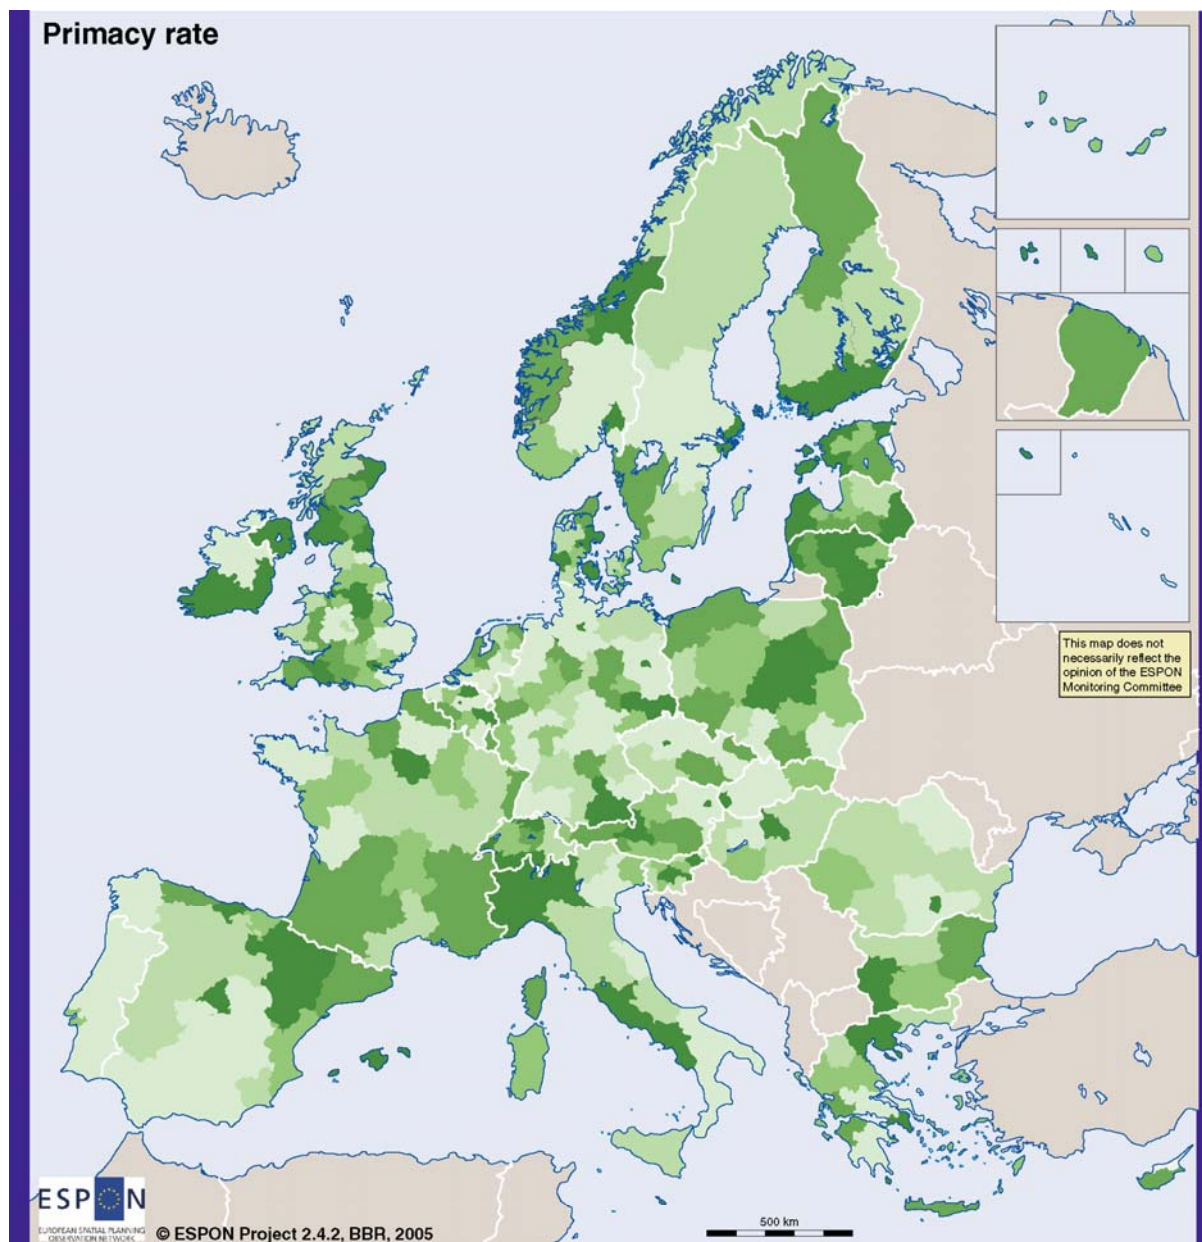 Primacy rate
This map does not
necessarily reflect the
opinion of the ESPON
Monitoring Committee
ESPON
EUROPEAN SPATIAL PLANNING
OBSERVATION NETWORK
© ESPON Project 2.4.2, BBR, 2005
500 km